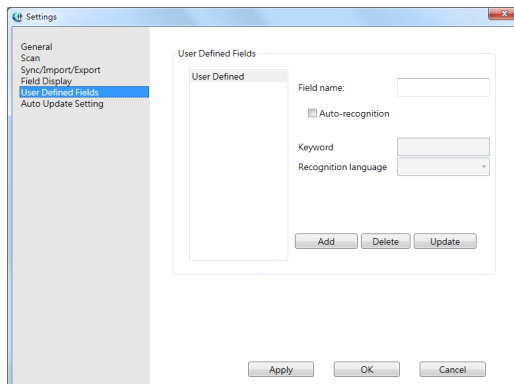 Settings
General
Scan
Sync/Import/Export
Field Display
User Defined Fields
Auto Update Setting
User Defined Fields
User Defined
Field name:
Auto-recognition
Keyword
Recognition language
Add Delete Update
Apply OK Cancel